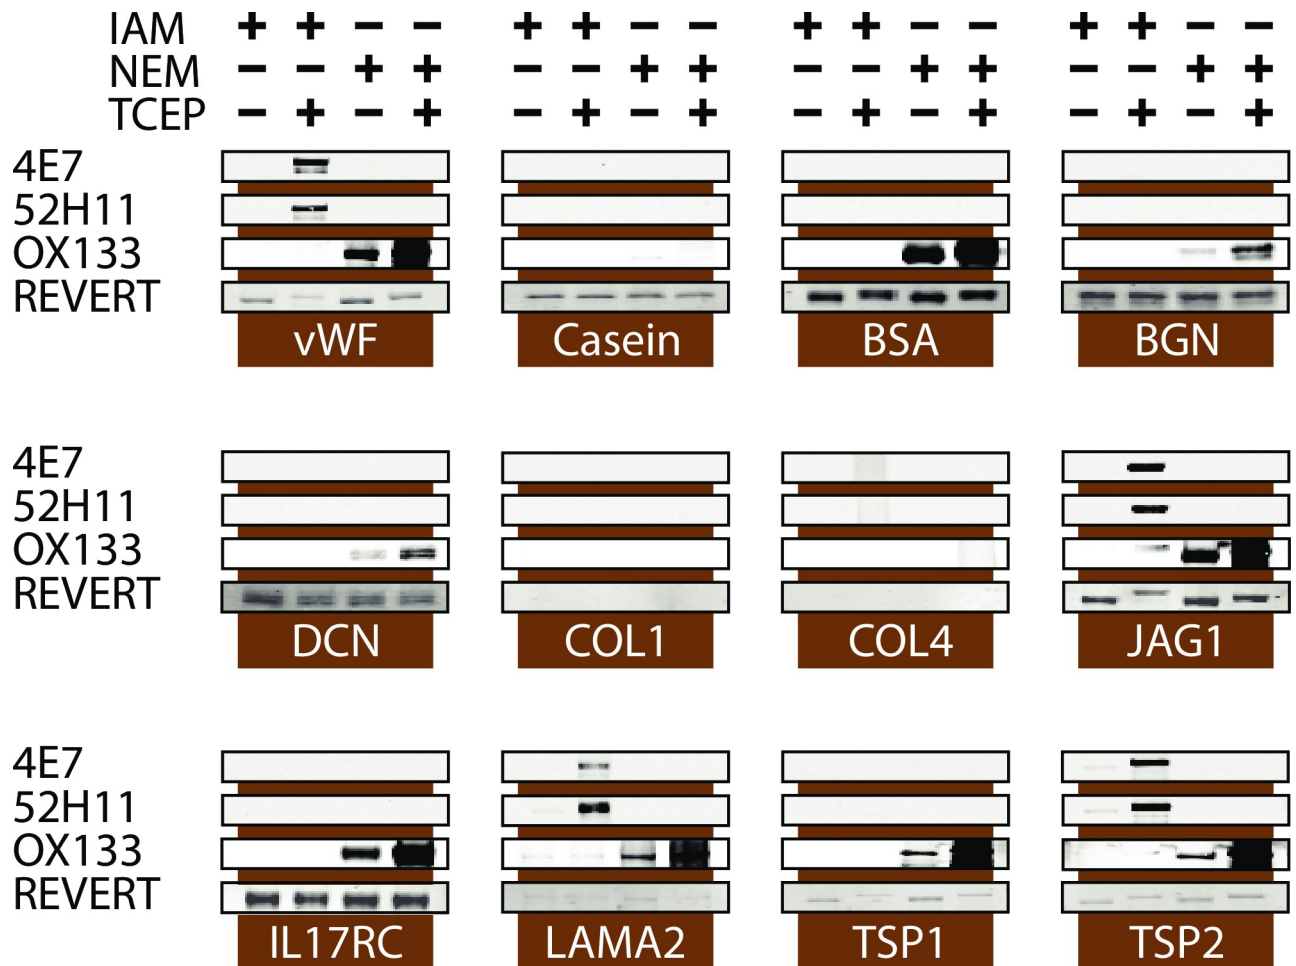 IAM + + − − + + − − + + − − + + − −
NEM − − + + − − + + − − + + − − + +
TCEP − + − + − + − + − + − + − + − +
4E7
52H11
OX133
REVERT
vWF Casein BSA BGN
4E7
52H11
OX133
REVERT
DCN COL1 COL4 JAG1
4E7
52H11
OX133
REVERT
IL17RC LAMA2 TSP1 TSP2